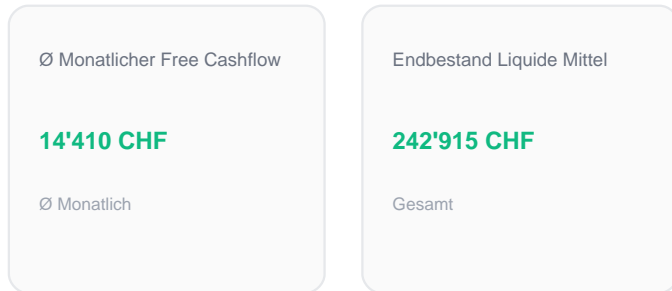 Ø Monatlicher Free Cashflow
14'410 CHF
Ø Monatlich
Endbestand Liquide Mittel
242'915 CHF
Gesamt